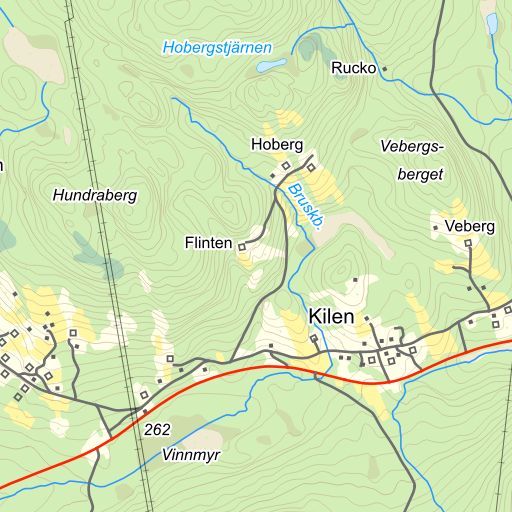 Hobergstjärnen
Rucko
Hoberg
Vebergs-
berget
n
Hundraberg
Bruskb.
Veberg
Flinten
Kilen
262
Vinnmyr